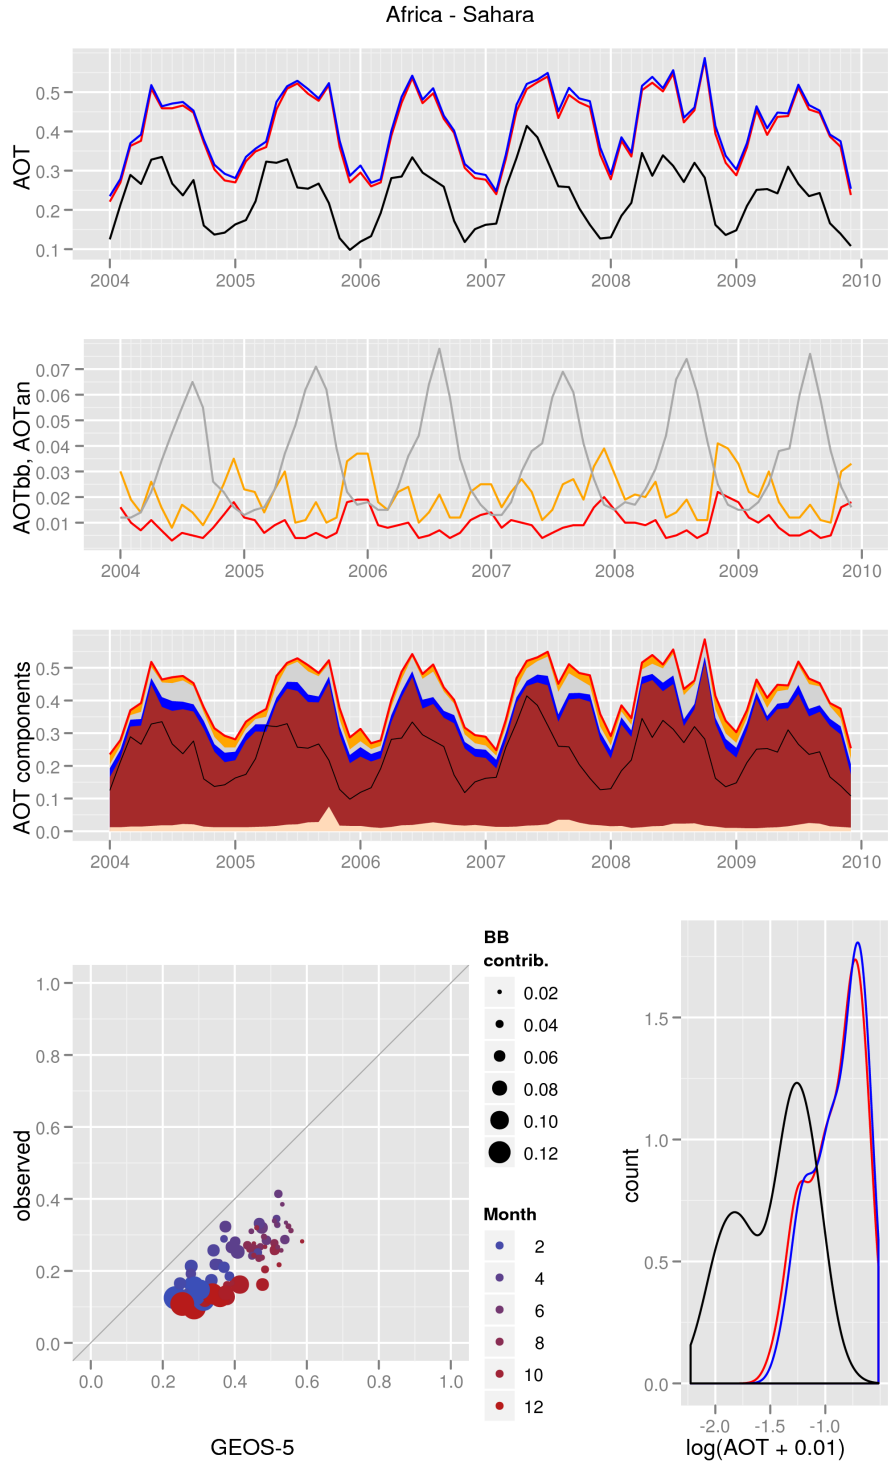 Africa - Sahara
AOT
0.5
0.4
0.3
0.2
0.1
2004 2005 2006 2007 2008 2009 2010
AOTbb, AOTan
0.07
0.06
0.05
0.04
0.03
0.02
0.01
2004 2005 2006 2007 2008 2009 2010
AOT components
0.5
0.4
0.3
0.2
0.1
0.0
2004 2005 2006 2007 2008 2009 2010
observed
1.0
0.8
0.6
0.4
0.2
0.0
0.0 0.2 0.4 0.6 0.8 1.0
GEOS-5
BB
contrib.
0.02
0.04
0.06
0.08
0.10
0.12
Month
2
4
6
8
10
12
count
1.5
1.0
0.5
0.0
-2.0 -1.5 -1.0
log(AOT + 0.01)